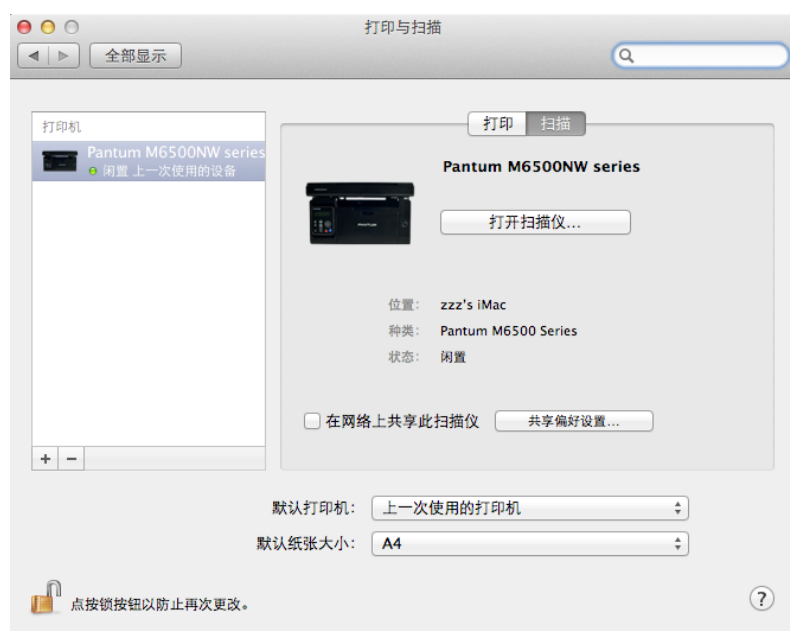 打印与扫描
全部显示
打印机
Pantum M6500NW series
闲置 上一次使用的设备
打印 扫描
Pantum M6500NW series
打开扫描仪...
位置： zzz's iMac
种类： Pantum M6500 Series
状态： 闲置
在网络上共享此扫描仪 共享偏好设置...
+ −
默认打印机： 上一次使用的打印机
默认纸张大小： A4
点按锁按钮以防止再次更改。 ?